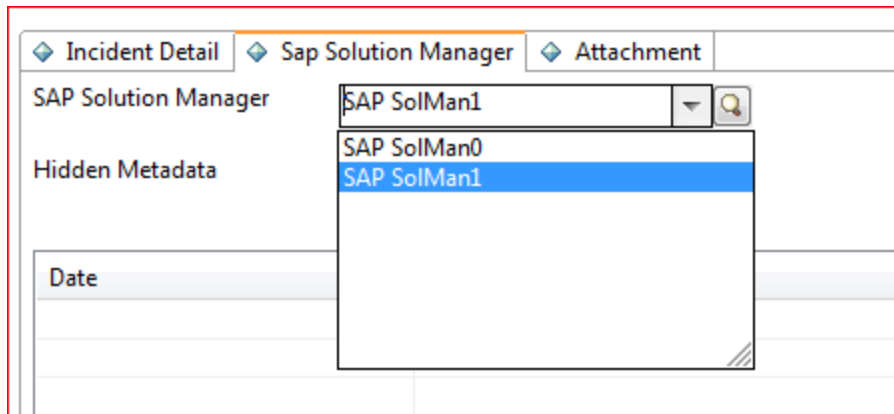 Incident Detail Sap Solution Manager Attachment
SAP Solution Manager SAP SolMan1
SAP SolMan0
Hidden Metadata SAP SolMan1
Date